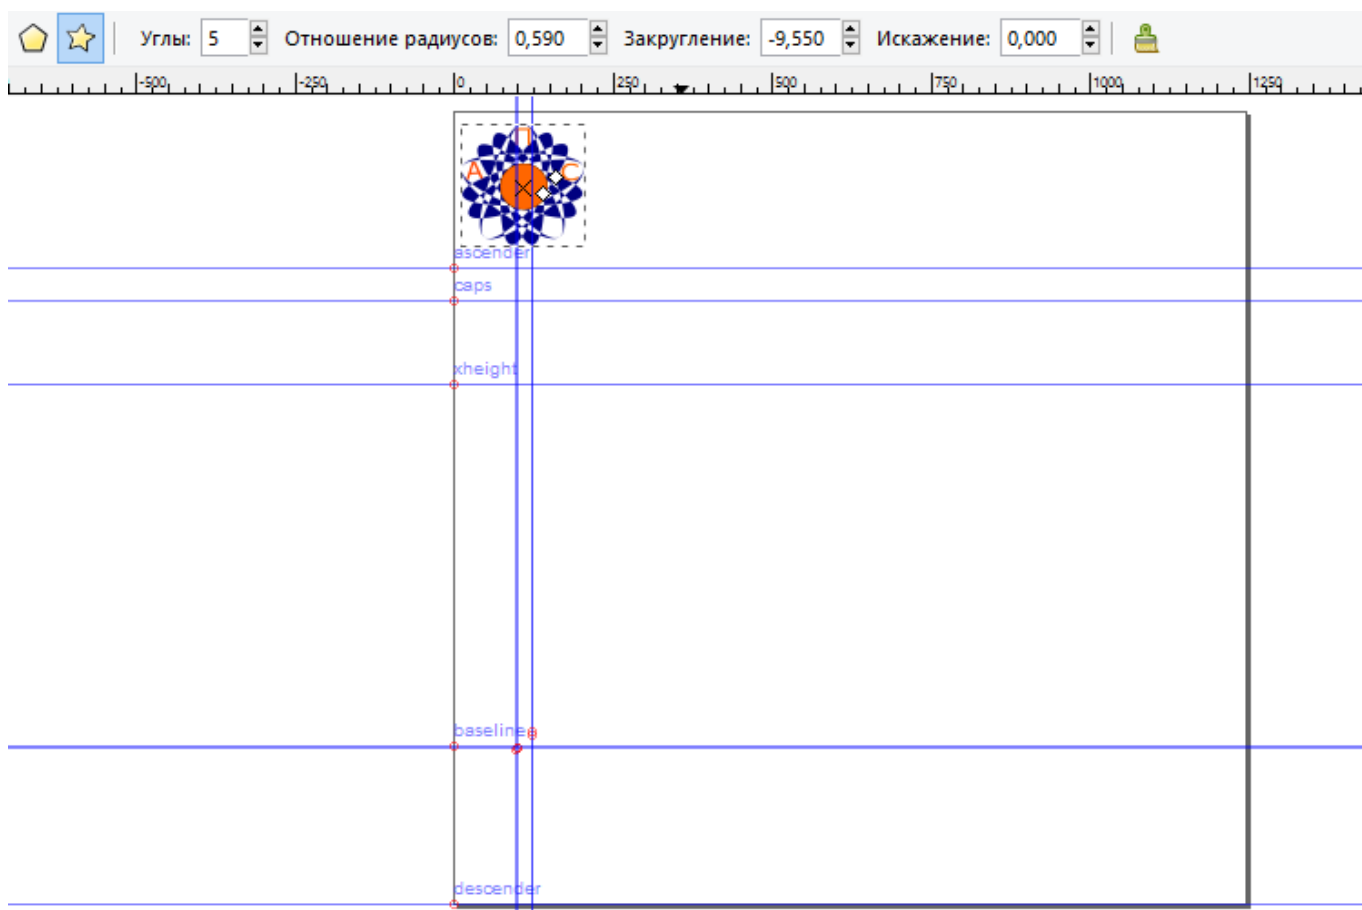 Углы: 5 Отношение радиусов: 0,590 Закругление: -9,550 Искажение: 0,000
-500 -250 0 250 500 750 1000 1250
П
А С
ascender
caps
xheight
baseline
descender